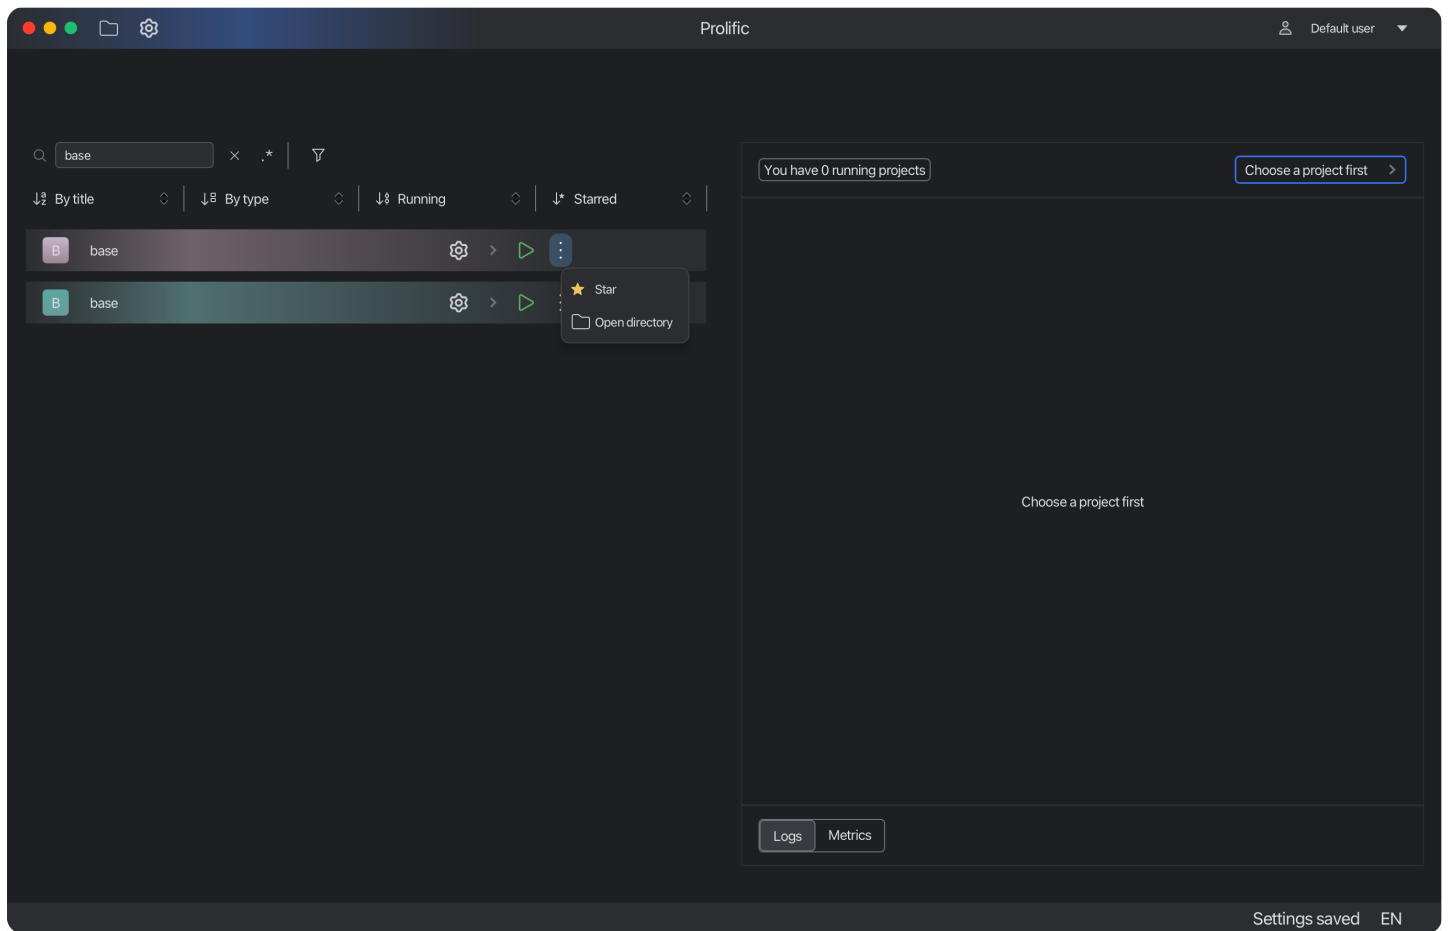 Prolific
Default user
base
.*
By title
By type
Running
Starred
B
base
Star
Open directory
B
base
You have 0 running projects
Choose a project first
Choose a project first
Logs
Metrics
Settings saved
EN